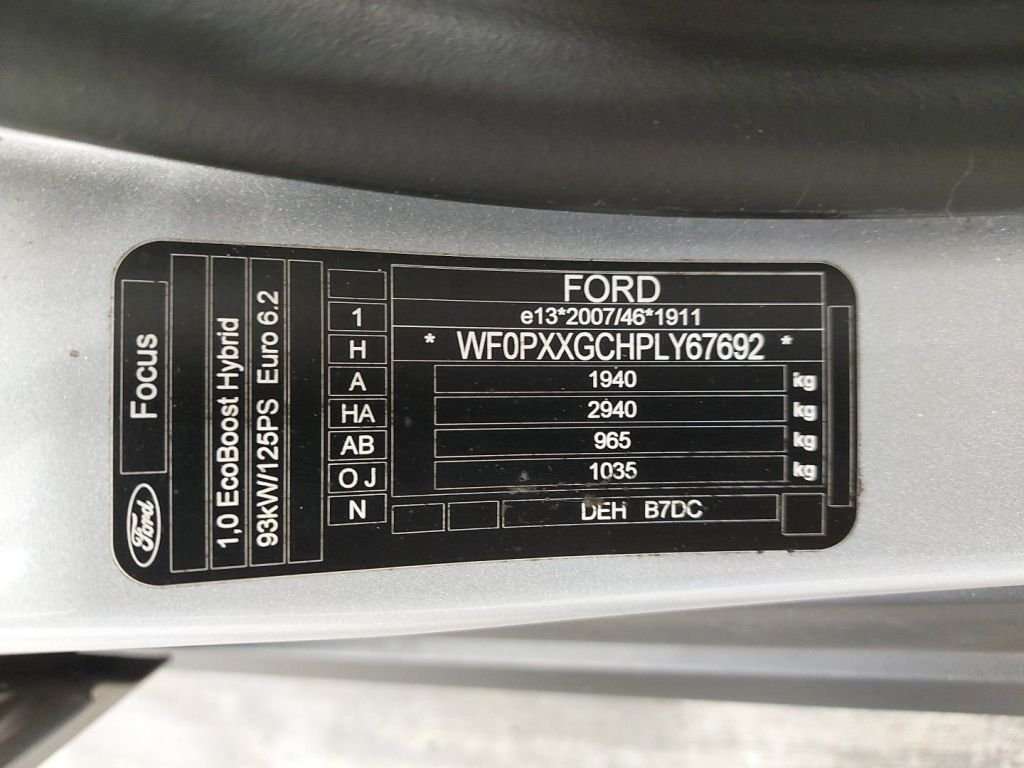 Focus
Ford
1,0 EcoBoost Hybrid
93kW/125PS Euro 6.2
1
H
A
HA
AB
O J
N
FORD
e13*2007/46*1911
* WF0PXXGCHPLY67692 *
1940 kg
2940 kg
965 kg
1035 kg
DEH B7DC